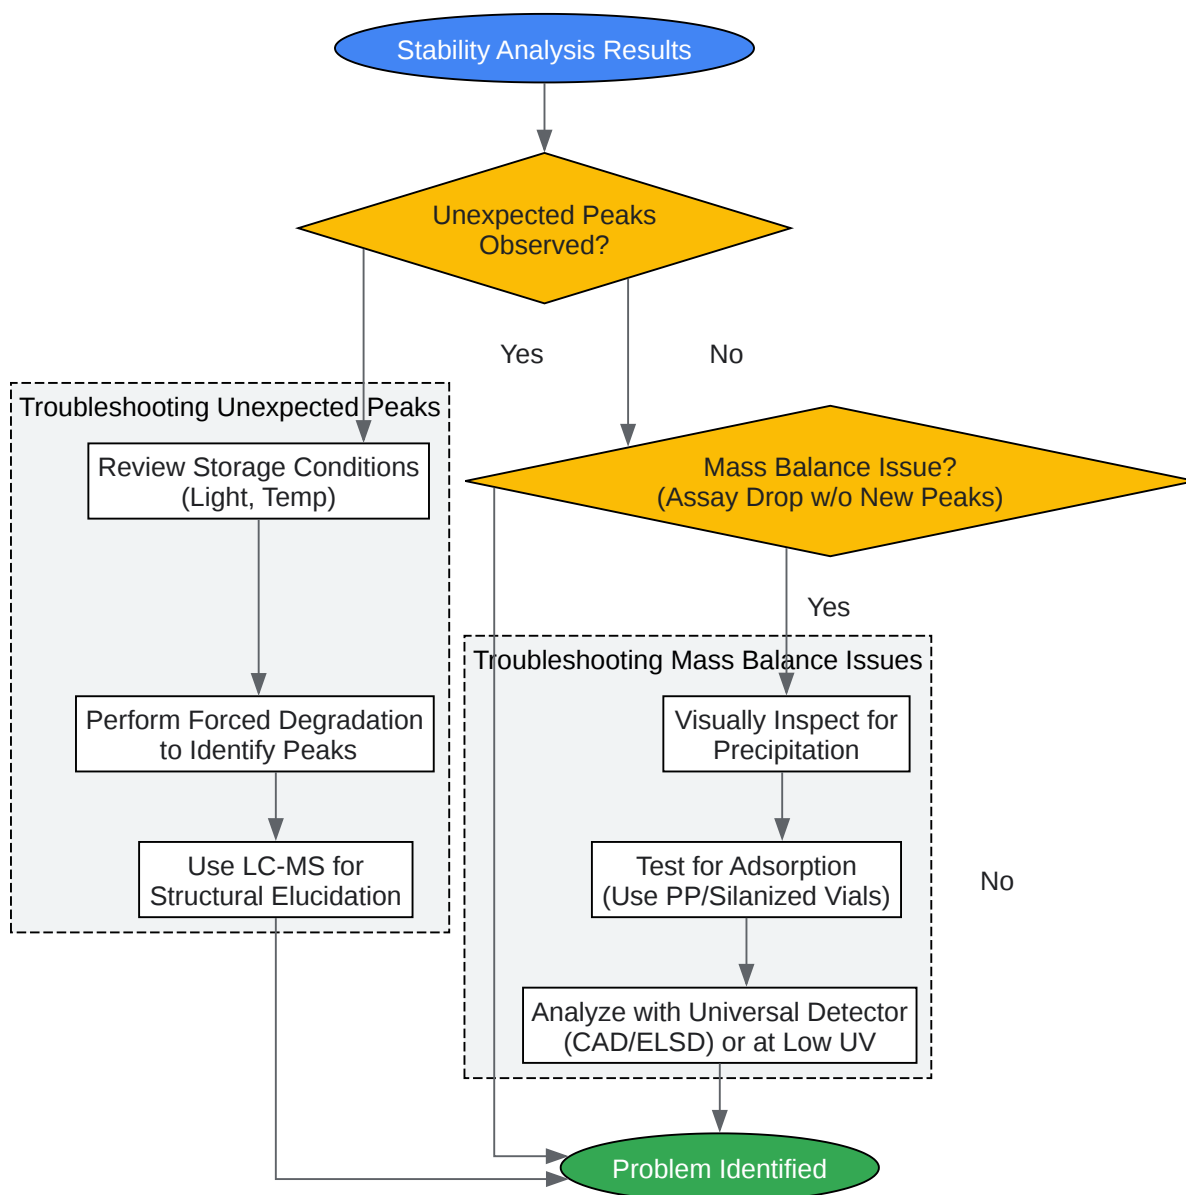 Stability Analysis Results
Unexpected Peaks
Observed?
Yes
No
Troubleshooting Unexpected Peaks
Review Storage Conditions
(Light, Temp)
Mass Balance Issue?
(Assay Drop w/o New Peaks)
Yes
Troubleshooting Mass Balance Issues
Perform Forced Degradation
to Identify Peaks
Visually Inspect for
Precipitation
Use LC-MS for
Structural Elucidation
Test for Adsorption
(Use PP/Silanized Vials)
No
Analyze with Universal Detector
(CAD/ELSD) or at Low UV
Problem Identified